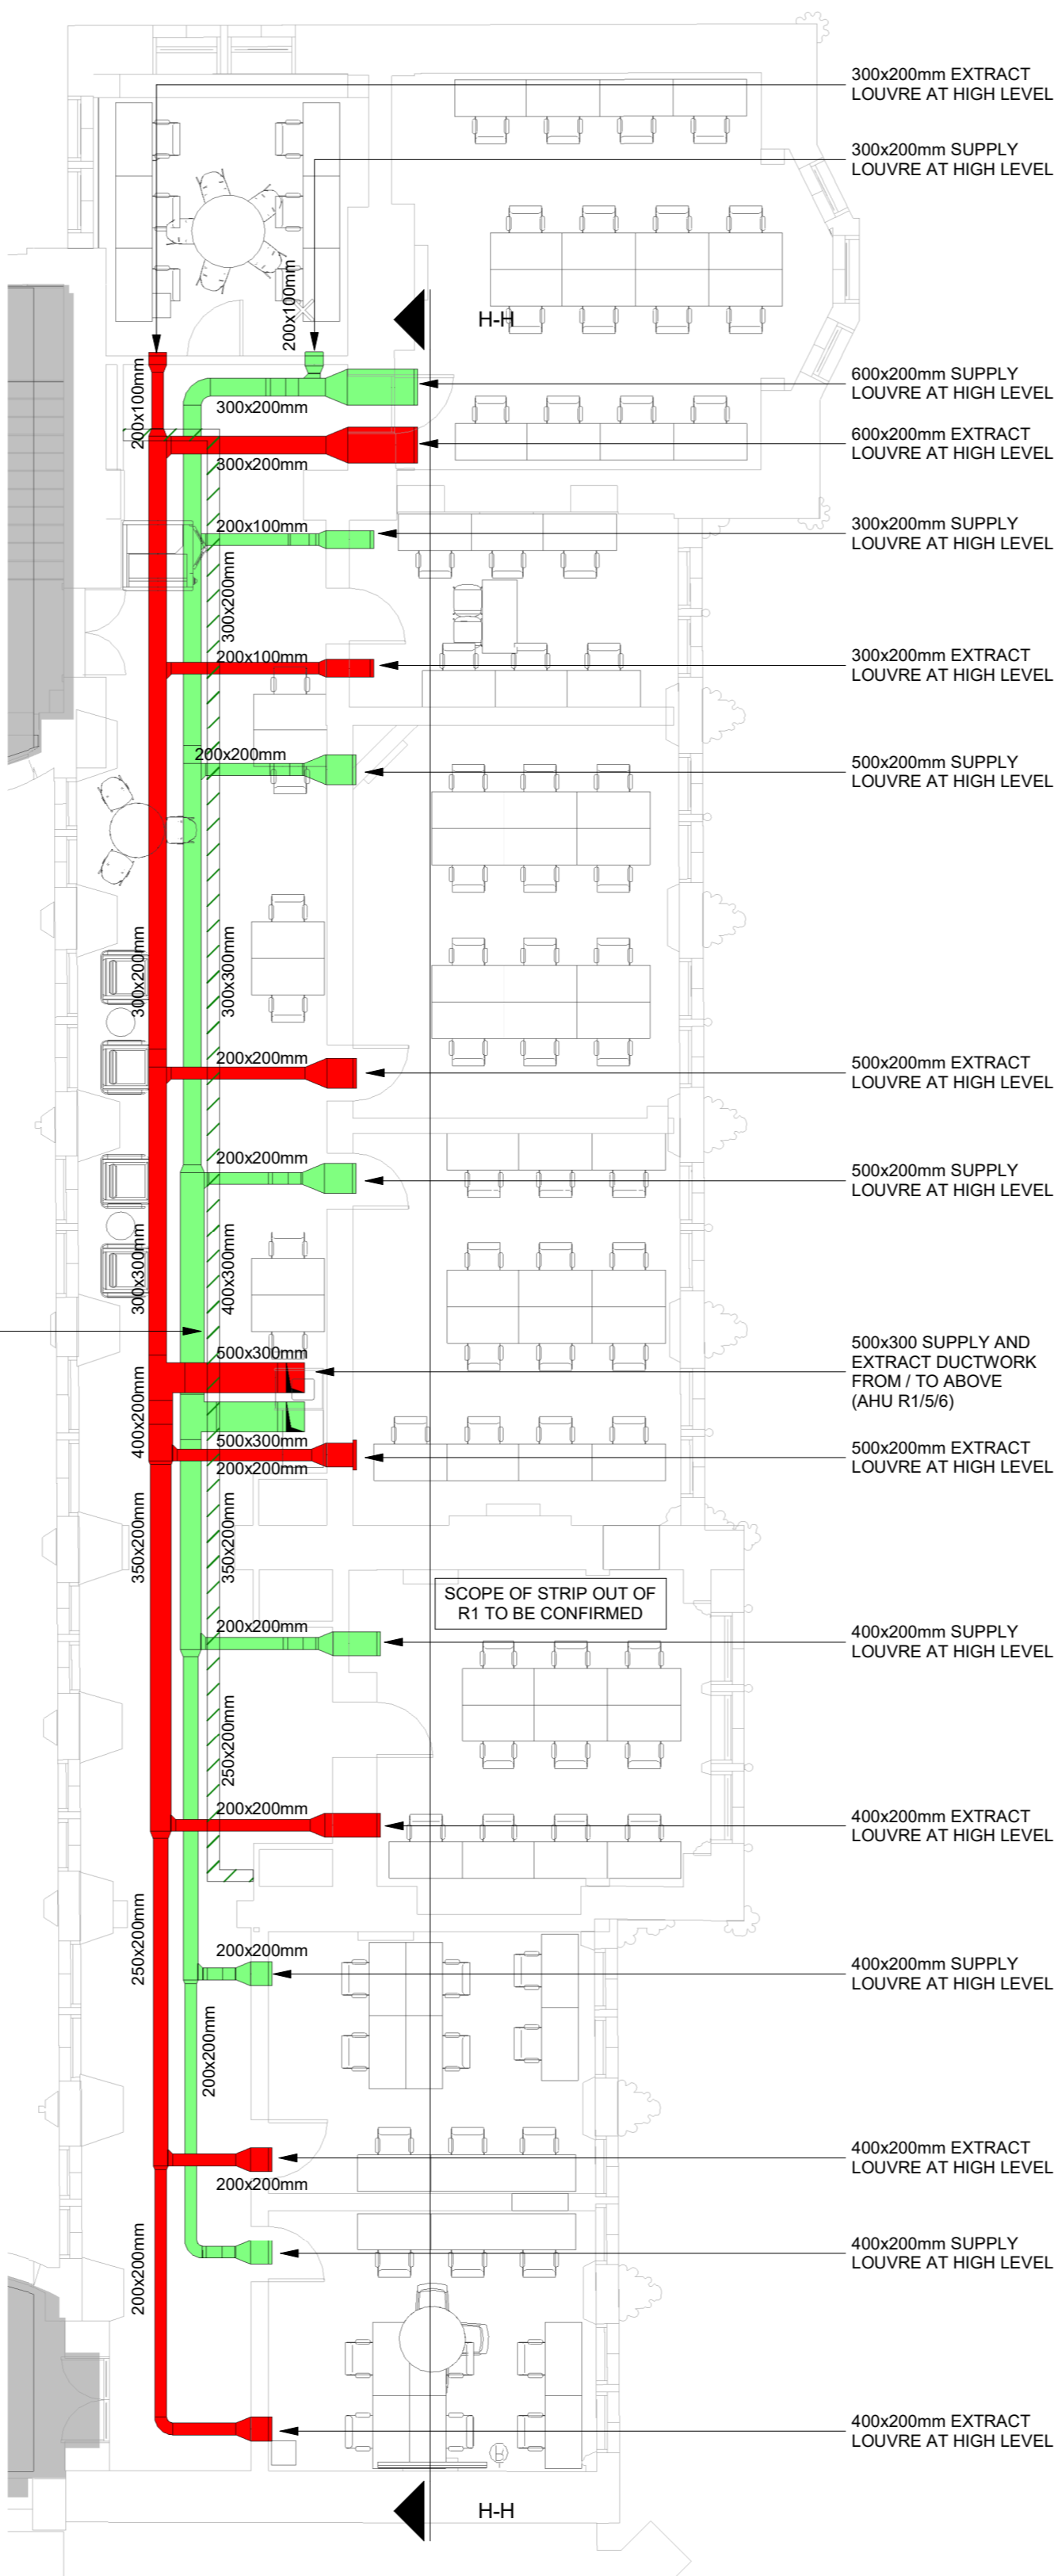 300x200mm EXTRACT
LOUVRE AT HIGH LEVEL
300x200mm SUPPLY
LOUVRE AT HIGH LEVEL
200x100mm
H-H
200x100mm
600x200mm SUPPLY
LOUVRE AT HIGH LEVEL
300x200mm
600x200mm EXTRACT
LOUVRE AT HIGH LEVEL
300x200mm
300x200mm SUPPLY
LOUVRE AT HIGH LEVEL
200x100mm
300x200mm
300x200mm EXTRACT
LOUVRE AT HIGH LEVEL
200x100mm
500x200mm SUPPLY
LOUVRE AT HIGH LEVEL
200x200mm
300x200mm
300x300mm
200x200mm
500x200mm EXTRACT
LOUVRE AT HIGH LEVEL
200x200mm
500x200mm SUPPLY
LOUVRE AT HIGH LEVEL
300x300mm
400x300mm
500x300mm
500x300 SUPPLY AND
EXTRACT DUCTWORK
FROM / TO ABOVE
(AHU R1/5/6)
400x200mm
500x300mm
200x200mm
500x200mm EXTRACT
LOUVRE AT HIGH LEVEL
350x200mm
350x200mm
SCOPE OF STRIP OUT OF
R1 TO BE CONFIRMED
200x200mm
400x200mm SUPPLY
LOUVRE AT HIGH LEVEL
250x200mm
200x200mm
400x200mm EXTRACT
LOUVRE AT HIGH LEVEL
250x200mm
200x200mm
400x200mm SUPPLY
LOUVRE AT HIGH LEVEL
200x200mm
400x200mm EXTRACT
LOUVRE AT HIGH LEVEL
200x200mm
200x200mm
400x200mm SUPPLY
LOUVRE AT HIGH LEVEL
400x200mm EXTRACT
LOUVRE AT HIGH LEVEL
H-H